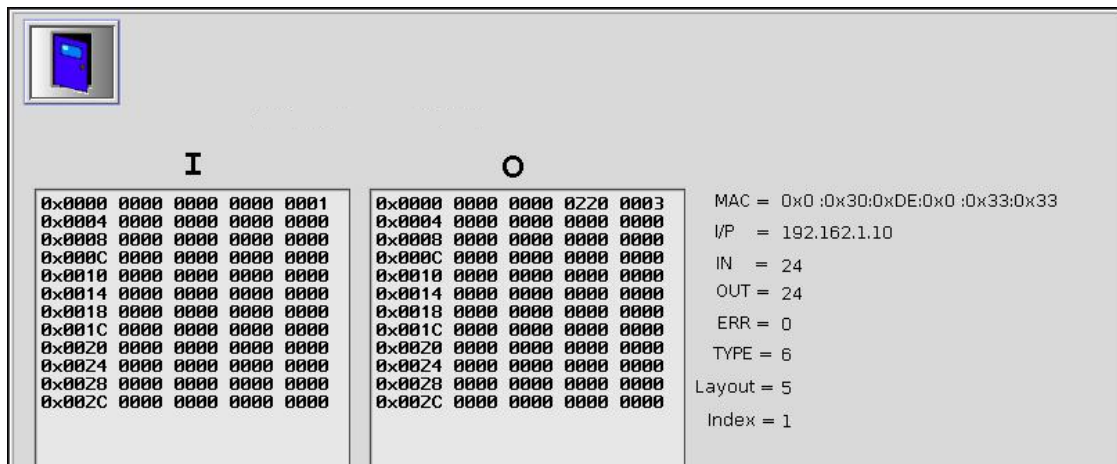 I
0x0000 0000 0000 0000 0001
0x0004 0000 0000 0000 0000
0x0008 0000 0000 0000 0000
0x000C 0000 0000 0000 0000
0x0010 0000 0000 0000 0000
0x0014 0000 0000 0000 0000
0x0018 0000 0000 0000 0000
0x001C 0000 0000 0000 0000
0x0020 0000 0000 0000 0000
0x0024 0000 0000 0000 0000
0x0028 0000 0000 0000 0000
0x002C 0000 0000 0000 0000
O
0x0000 0000 0000 0220 0003
0x0004 0000 0000 0000 0000
0x0008 0000 0000 0000 0000
0x000C 0000 0000 0000 0000
0x0010 0000 0000 0000 0000
0x0014 0000 0000 0000 0000
0x0018 0000 0000 0000 0000
0x001C 0000 0000 0000 0000
0x0020 0000 0000 0000 0000
0x0024 0000 0000 0000 0000
0x0028 0000 0000 0000 0000
0x002C 0000 0000 0000 0000
MAC = 0x0 :0x30:0xDE:0x0 :0x33:0x33
I/P = 192.162.1.10
IN = 24
OUT = 24
ERR = 0
TYPE = 6
Layout = 5
Index = 1